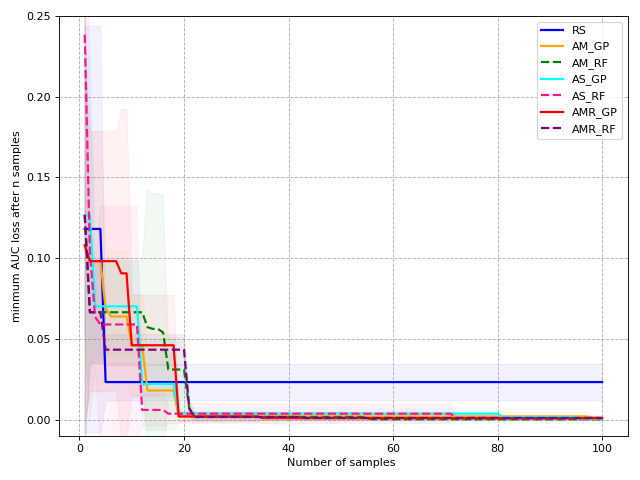 0.25
0.20
0.15
0.10
0.05
0.00
minmum AUC loss after n samples
RS
AM_GP
AM_RF
AS_GP
AS_RF
AMR_GP
AMR_RF
0 20 40 60 80 100
Number of samples